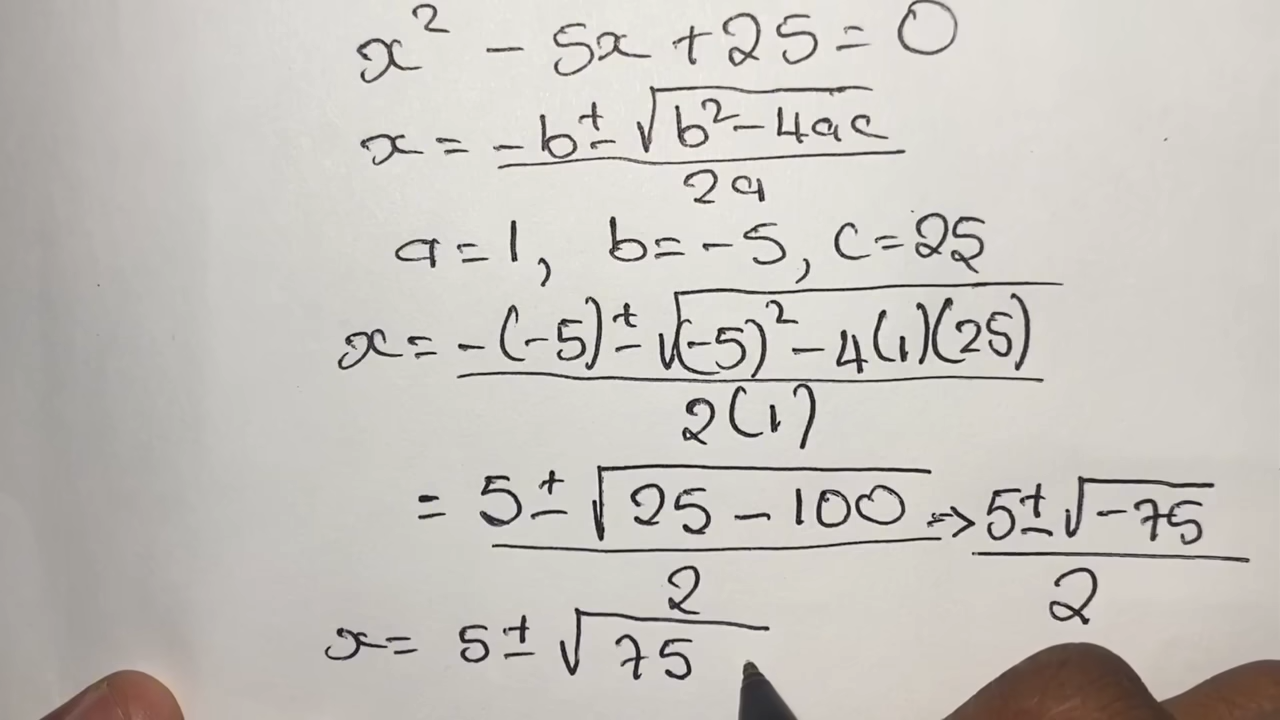 x² - 5x + 25 = 0
x = -b ± √(b² - 4ac) / 2a
a = 1, b = -5, c = 25
x = -(-5) ± √((-5)² - 4(1)(25)) / 2(1)
= 5 ± √(25 - 100) / 2 → 5 ± √(-75) / 2
x = 5 ± √75